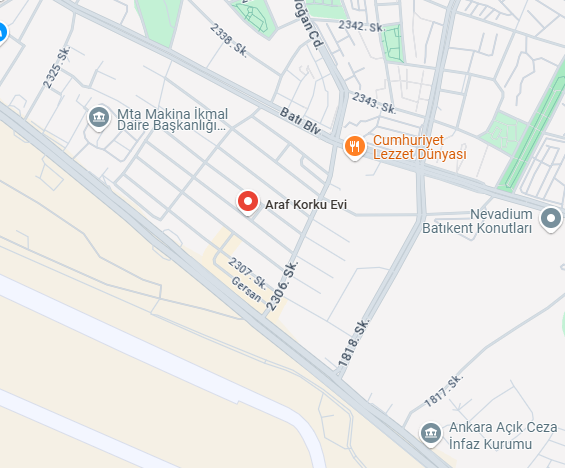 doğan Cd.
2342. Sk
2338. Sk.
2325. Sk.
2343. Sk.
Mta Makina İkmal
Daire Başkanlığı...
Batı Blv
Cumhuriyet
Lezzet Dünyası
Araf Korku Evi
Nevadium
Batıkent Konutları
2307. Sk.
Gersan
2306. Sk.
1818. Sk.
1817. Sk.
Ankara Açık Ceza
İnfaz Kurumu